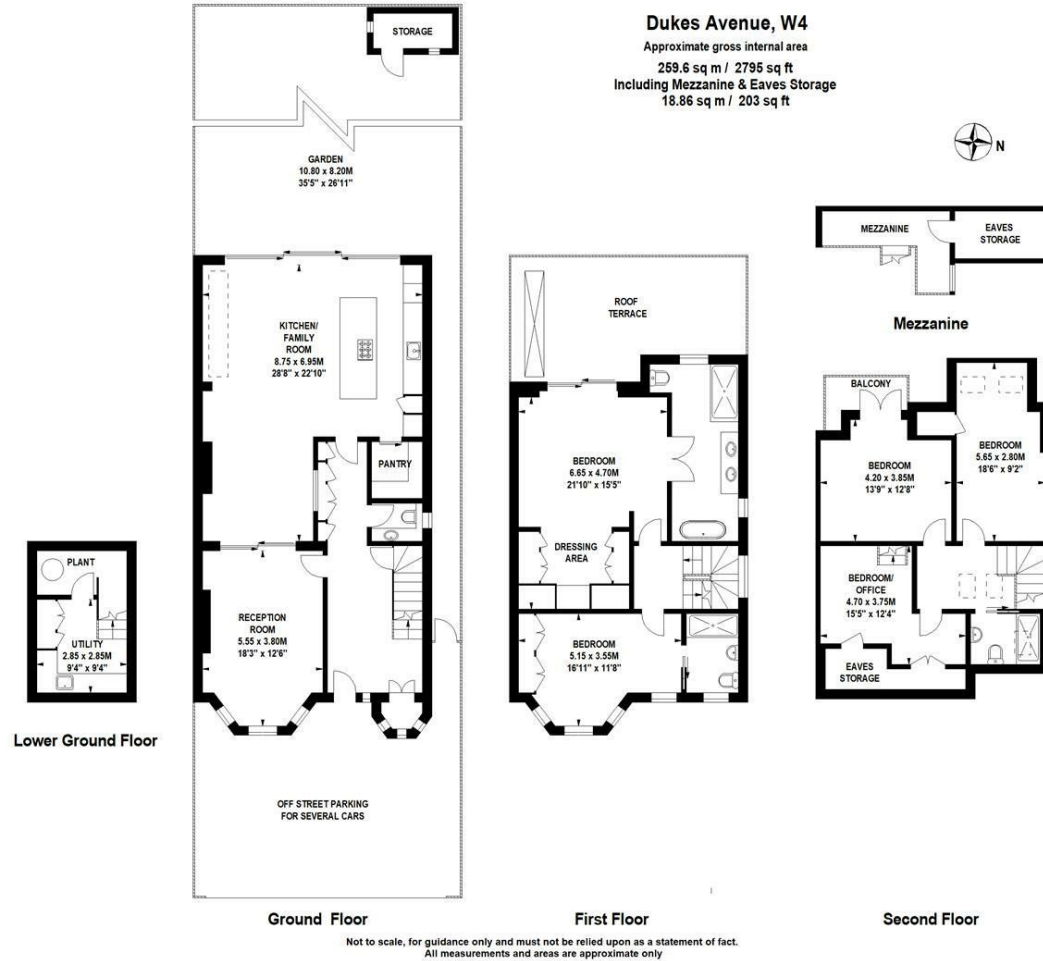 Dukes Avenue, W4
Approximate gross internal area
259.6 sq m / 2795 sq ft
Including Mezzanine & Eaves Storage
18.86 sq m / 203 sq ft
N
STORAGE
GARDEN
10.80 x 8.20M
35'5" x 26'11"
KITCHEN/
FAMILY
ROOM
8.75 x 6.95M
28'8" x 22'10"
PANTRY
RECEPTION
ROOM
5.55 x 3.80M
18'3" x 12'6"
OFF STREET PARKING
FOR SEVERAL CARS
Ground Floor
PLANT
UTILITY
2.85 x 2.85M
9'4" x 9'4"
Lower Ground Floor
ROOF
TERRACE
BEDROOM
6.65 x 4.70M
21'10" x 15'5"
DRESSING
AREA
BEDROOM
5.15 x 3.55M
16'11" x 11'8"
First Floor
MEZZANINE
EAVES
STORAGE
Mezzanine
BALCONY
BEDROOM
4.20 x 3.85M
13'9" x 12'8"
BEDROOM
5.65 x 2.80M
18'6" x 9'2"
BEDROOM/
OFFICE
4.70 x 3.75M
15'5" x 12'4"
EAVES
STORAGE
Second Floor
Not to scale, for guidance only and must not be relied upon as a statement of fact.
All measurements and areas are approximate only